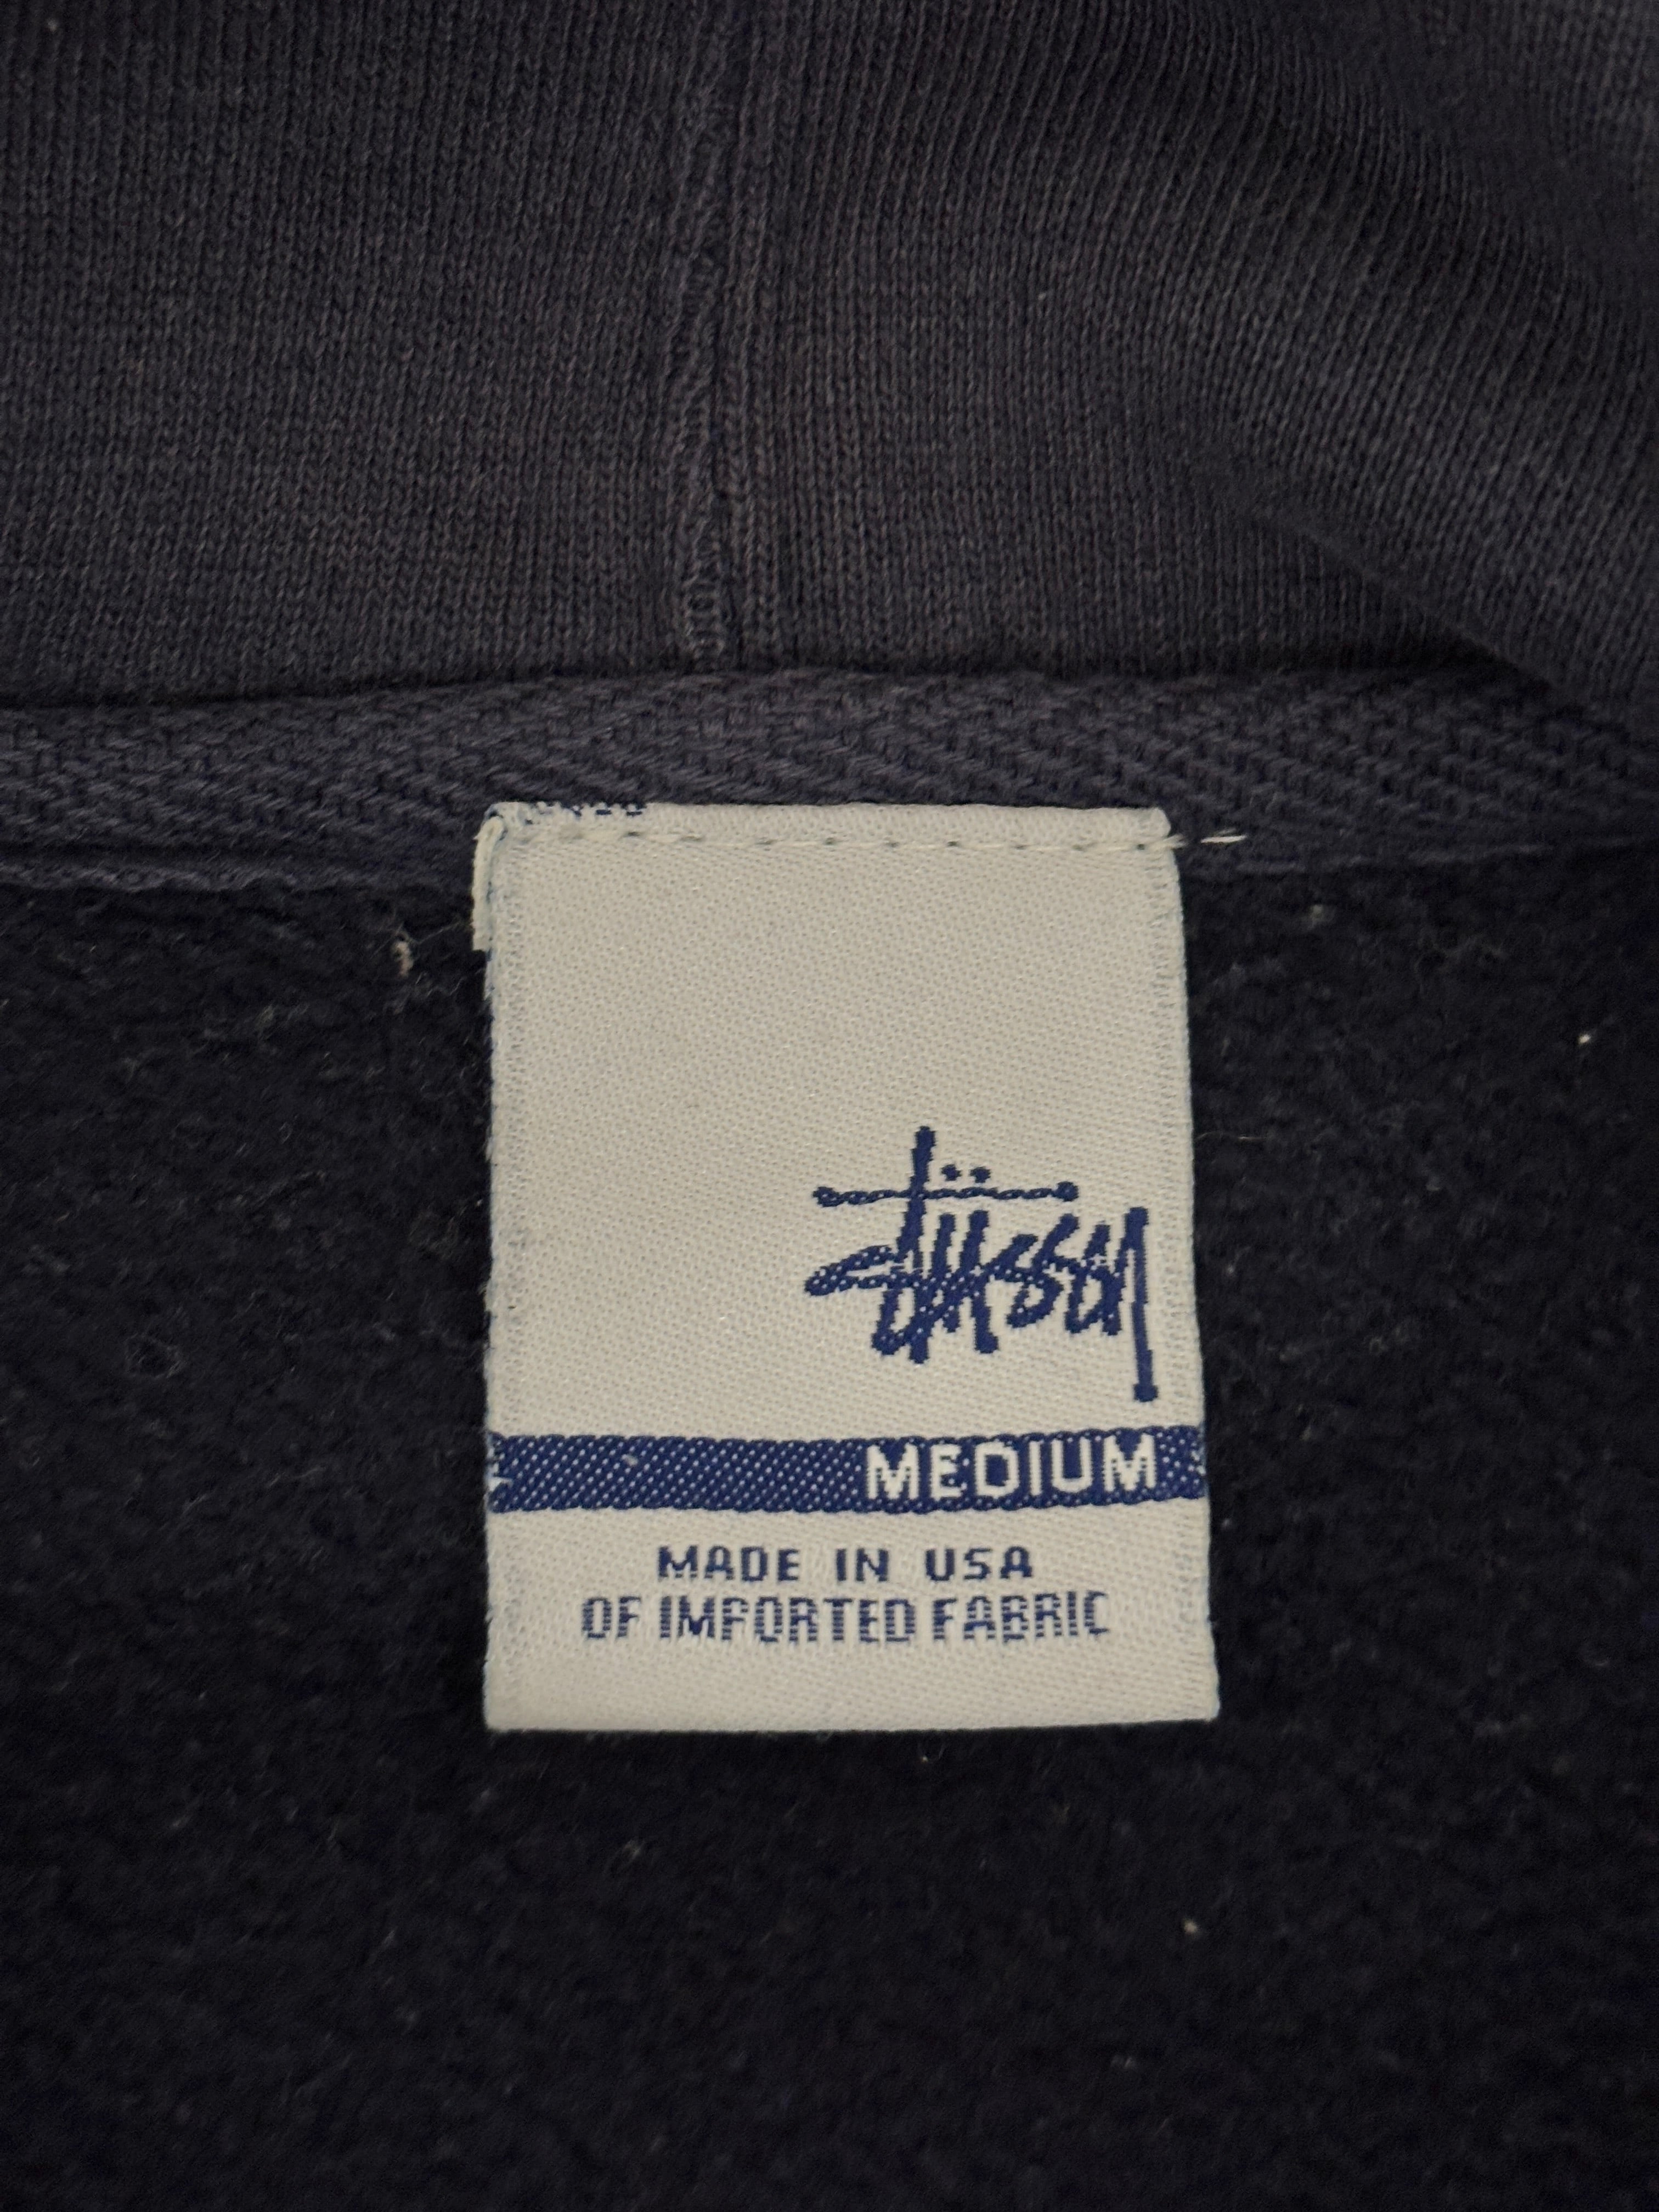 Stüssy
MEDIUM
MADE IN USA
OF IMPORTED FABRIC